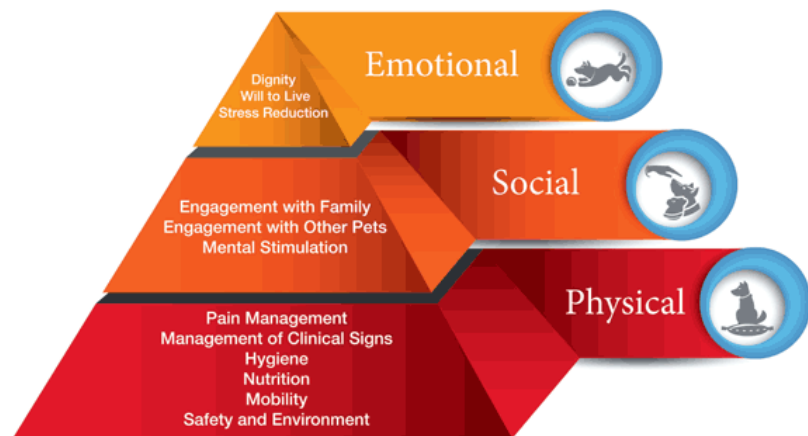 Emotional
Dignity
Will to Live
Stress Reduction
Social
Engagement with Family
Engagement with Other Pets
Mental Stimulation
Physical
Pain Management
Management of Clinical Signs
Hygiene
Nutrition
Mobility
Safety and Environment